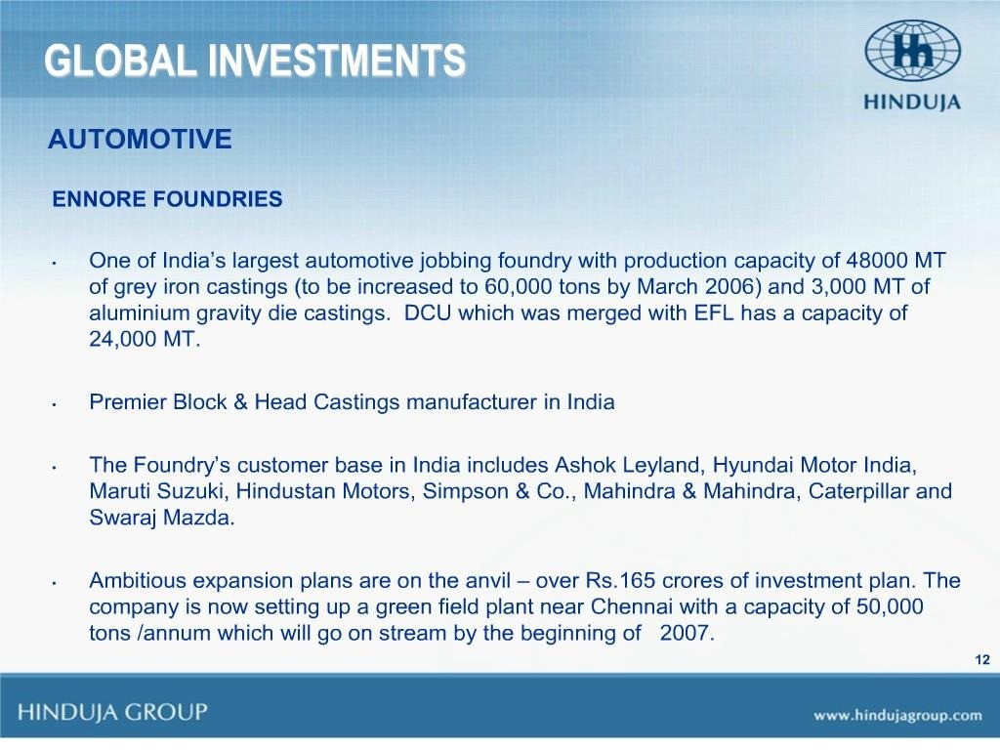 GLOBAL INVESTMENTS
Hn
HINDUJA
AUTOMOTIVE
ENNORE FOUNDRIES
• One of India’s largest automotive jobbing foundry with production capacity of 48000 MT
of grey iron castings (to be increased to 60,000 tons by March 2006) and 3,000 MT of
aluminium gravity die castings.  DCU which was merged with EFL has a capacity of
24,000 MT.
• Premier Block & Head Castings manufacturer in India
• The Foundry’s customer base in India includes Ashok Leyland, Hyundai Motor India,
Maruti Suzuki, Hindustan Motors, Simpson & Co., Mahindra & Mahindra, Caterpillar and
Swaraj Mazda.
• Ambitious expansion plans are on the anvil – over Rs.165 crores of investment plan. The
company is now setting up a green field plant near Chennai with a capacity of 50,000
tons /annum which will go on stream by the beginning of   2007.
12
HINDUJA GROUP
www.hindujagroup.com